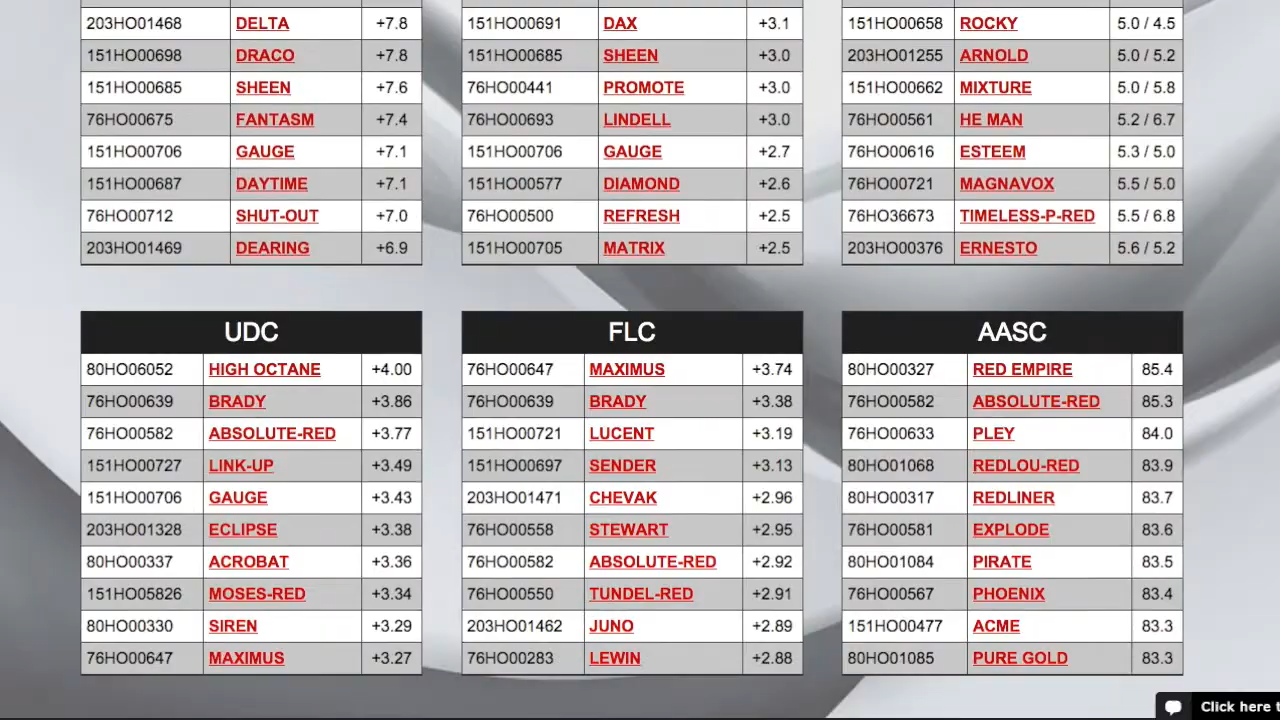 203HO01468 DELTA +7.8
151HO00698 DRACO +7.8
151HO00685 SHEEN +7.6
76HO00675 FANTASM +7.4
151HO00706 GAUGE +7.1
151HO00687 DAYTIME +7.1
76HO00712 SHUT-OUT +7.0
203HO01469 DEARING +6.9
151HO00691 DAX +3.1
151HO00685 SHEEN +3.0
76HO00441 PROMOTE +3.0
76HO00693 LINDELL +3.0
151HO00706 GAUGE +2.7
151HO00577 DIAMOND +2.6
76HO00500 REFRESH +2.5
151HO00705 MATRIX +2.5
151HO00658 ROCKY 5.0 / 4.5
203HO01255 ARNOLD 5.0 / 5.2
151HO00662 MIXTURE 5.0 / 5.8
76HO00561 HE MAN 5.2 / 6.7
76HO00616 ESTEEM 5.3 / 5.0
76HO00721 MAGNAVOX 5.5 / 5.0
76HO36673 TIMELESS-P-RED 5.5 / 6.8
203HO00376 ERNESTO 5.6 / 5.2
UDC
80HO06052 HIGH OCTANE +4.00
76HO00639 BRADY +3.86
76HO00582 ABSOLUTE-RED +3.77
151HO00727 LINK-UP +3.49
151HO00706 GAUGE +3.43
203HO01328 ECLIPSE +3.38
80HO00337 ACROBAT +3.36
151HO05826 MOSES-RED +3.34
80HO00330 SIREN +3.29
76HO00647 MAXIMUS +3.27
FLC
76HO00647 MAXIMUS +3.74
76HO00639 BRADY +3.38
151HO00721 LUCENT +3.19
151HO00697 SENDER +3.13
203HO01471 CHEVAK +2.96
76HO00558 STEWART +2.95
76HO00582 ABSOLUTE-RED +2.92
76HO00550 TUNDEL-RED +2.91
203HO01462 JUNO +2.89
76HO00283 LEWIN +2.88
AASC
80HO00327 RED EMPIRE 85.4
76HO00582 ABSOLUTE-RED 85.3
76HO00633 PLEY 84.0
80HO01068 REDLOU-RED 83.9
80HO00317 REDLINER 83.7
76HO00581 EXPLODE 83.6
80HO01084 PIRATE 83.5
76HO00567 PHOENIX 83.4
151HO00477 ACME 83.3
80HO01085 PURE GOLD 83.3
Click here t